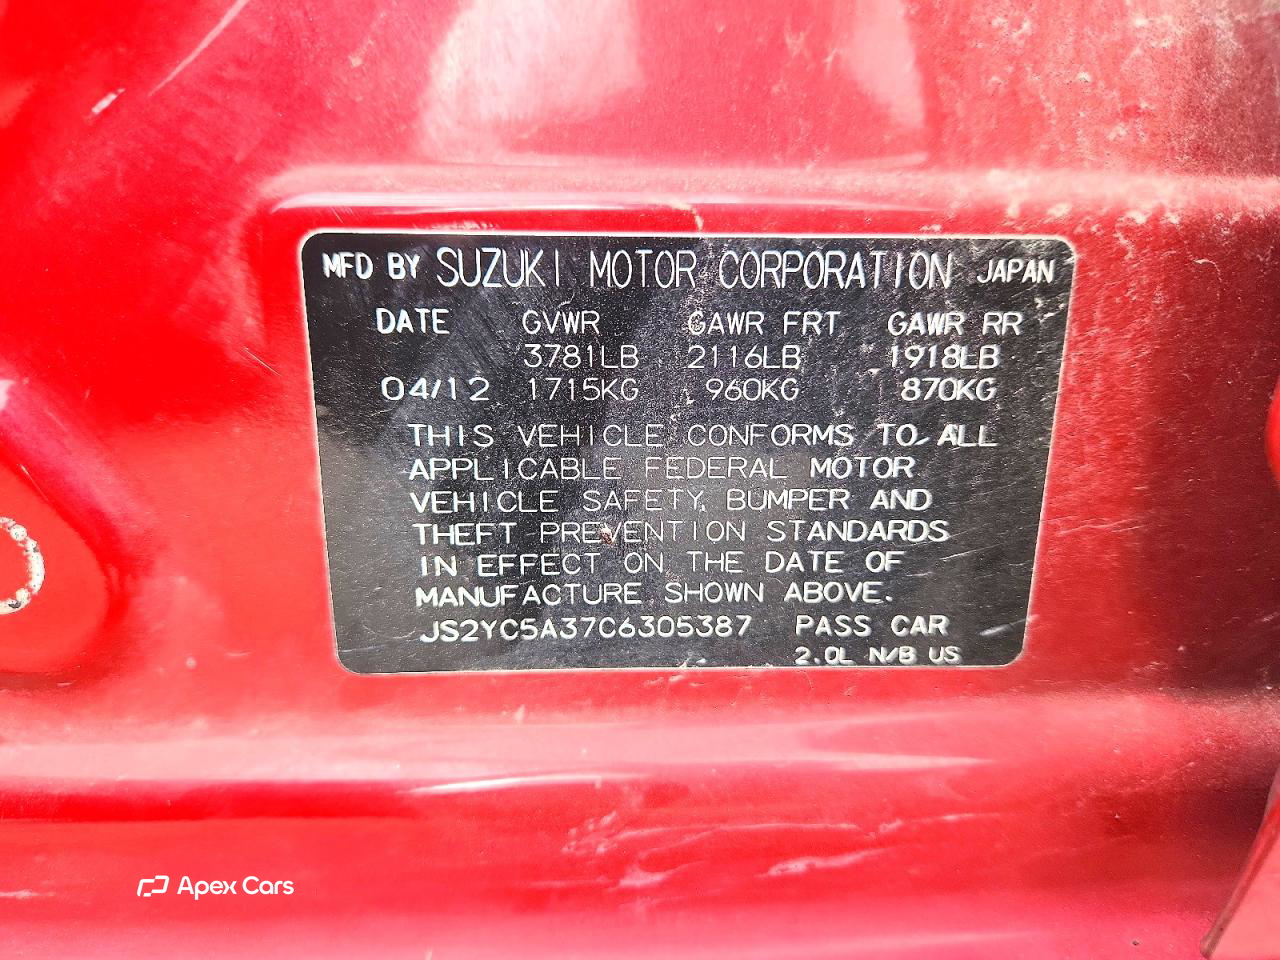 MFD BY SUZUKI MOTOR CORPORATION JAPAN
DATE GVWR GAWR FRT GAWR RR
3781LB 2116LB 1918LB
04/12 1715KG 960KG 870KG
THIS VEHICLE CONFORMS TO ALL
APPLICABLE FEDERAL MOTOR
VEHICLE SAFETY, BUMPER AND
THEFT PREVENTION STANDARDS
IN EFFECT ON THE DATE OF
MANUFACTURE SHOWN ABOVE.
JS2YC5A37C6305387 PASS CAR
2.0L N/B US
Apex Cars